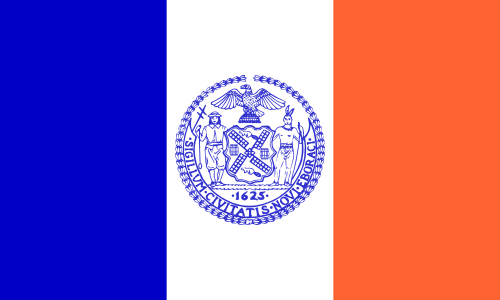 · SIGILLUM · CIVITATIS · NOVI · EBORACI ·
· 1625 ·